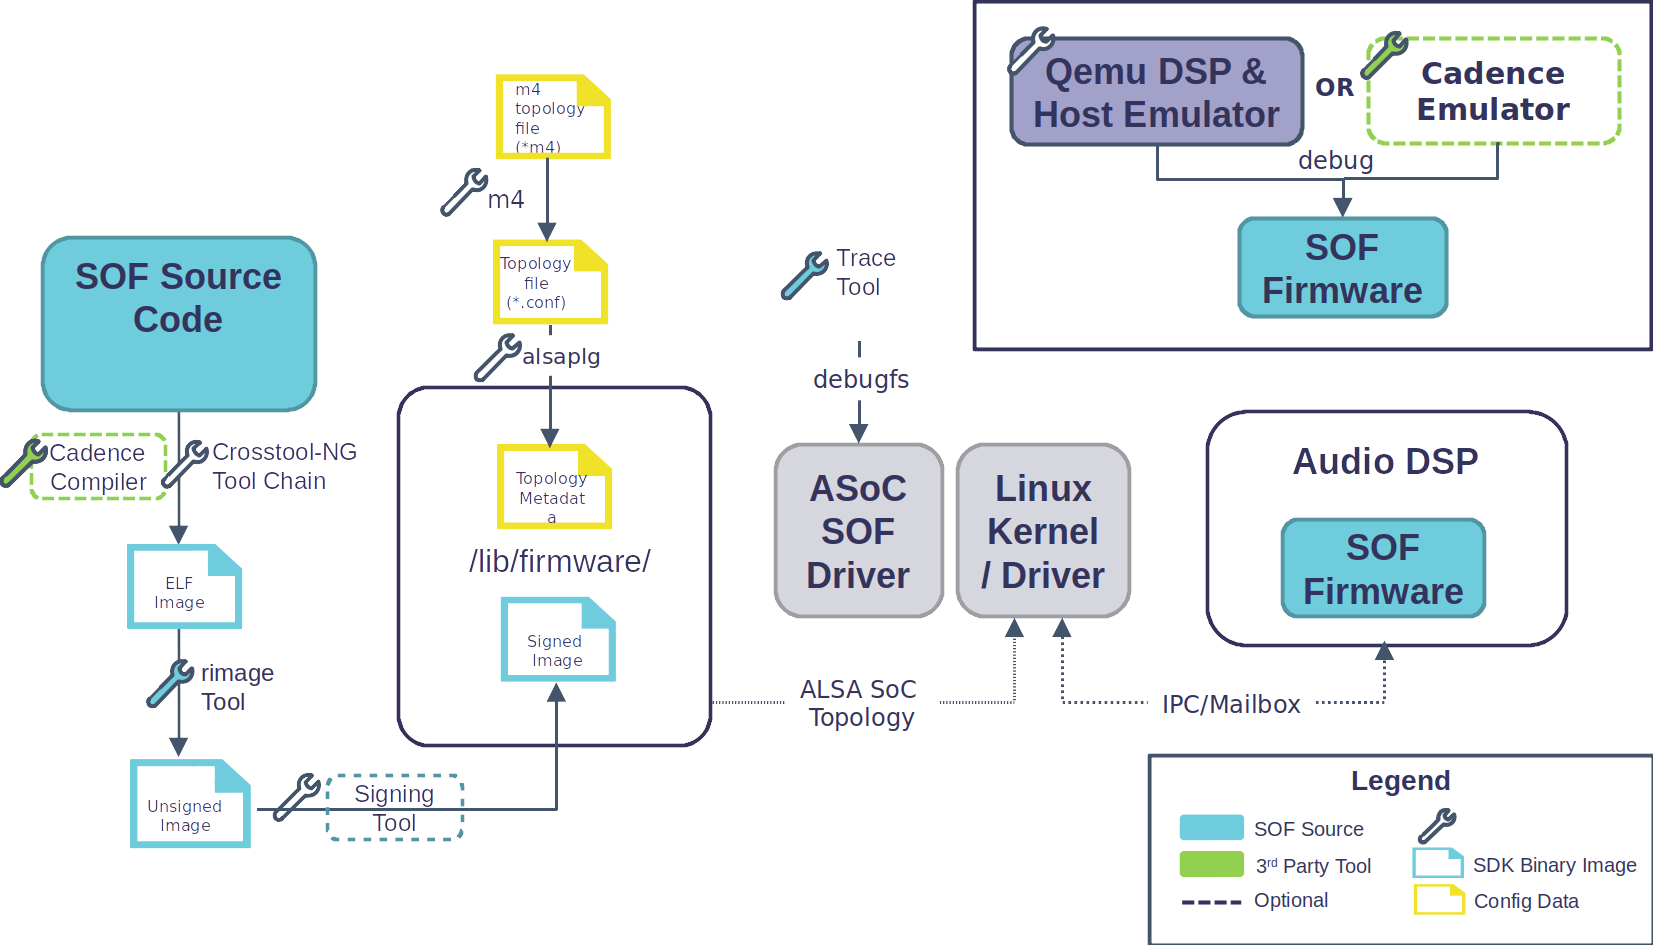 Qemu DSP &
Host Emulator
OR
Cadence
Emulator
debug
SOF
Firmware
m4
topology
file
(*m4)
m4
Topology
file
(*.conf)
alsaplg
SOF Source
Code
Cadence
Compiler
Crosstool-NG
Tool Chain
ELF
Image
rimage
Tool
Unsigned
Image
Signing
Tool
Topology
Metadat
a
/lib/firmware/
Signed
Image
Trace
Tool
debugfs
ASoC
SOF
Driver
Linux
Kernel
/ Driver
Audio DSP
SOF
Firmware
ALSA SoC
Topology
IPC/Mailbox
Legend
SOF Source
3rd Party Tool
SDK Binary Image
Optional
Config Data